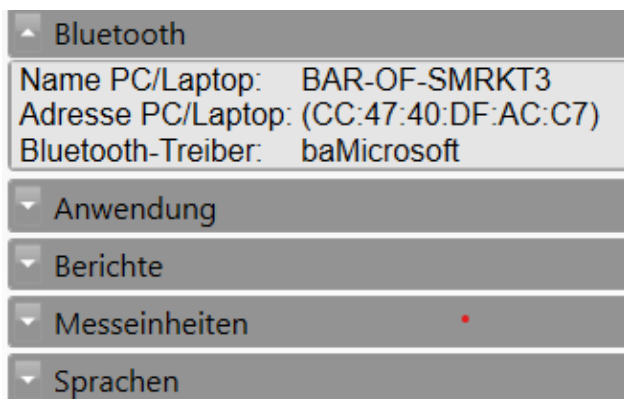 Bluetooth
Name PC/Laptop: BAR-OF-SMRKT3
Adresse PC/Laptop: (CC:47:40:DF:AC:C7)
Bluetooth-Treiber: baMicrosoft
Anwendung
Berichte
Messeinheiten
Sprachen